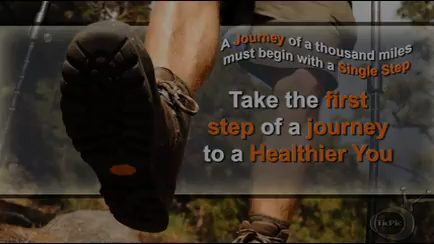 A Journey of a thousand miles
must begin with a Single Step
Take the first
step of a journey
to a Healthier You